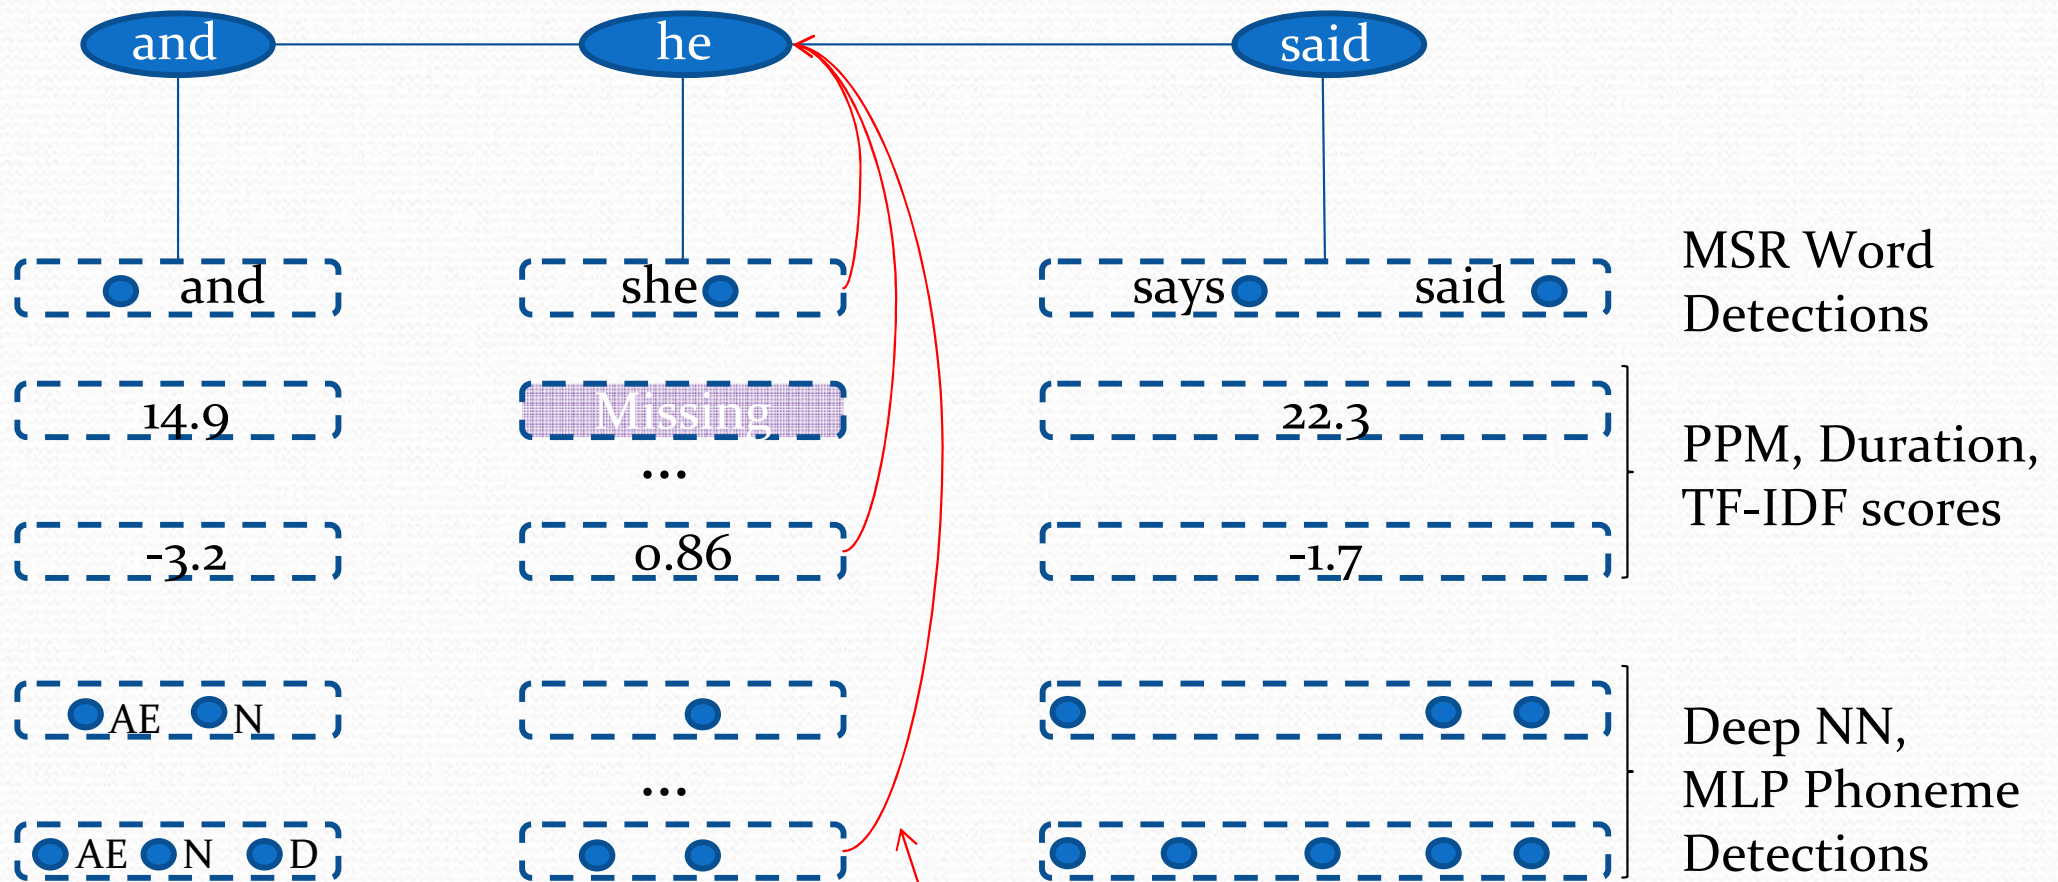 and he said
and she says said
MSR Word
Detections
14.9 Missing 22.3
...
PPM, Duration,
TF-IDF scores
-3.2 0.86 -1.7
AE N
...
Deep NN,
MLP Phoneme
Detections
AE N D